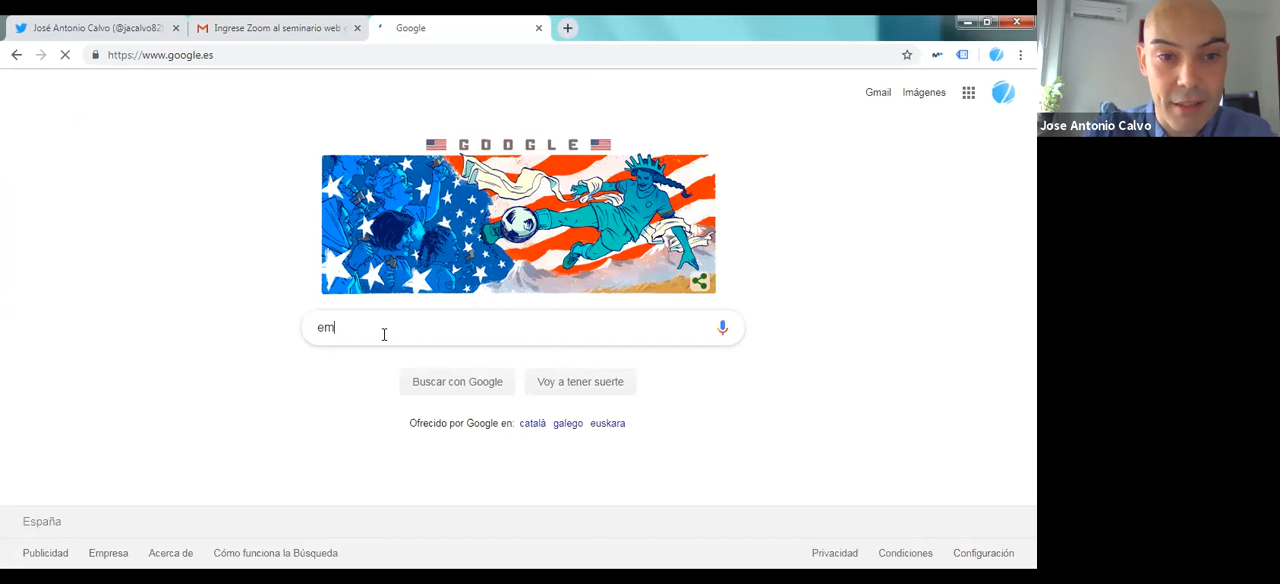 José Antonio Calvo (@jacalvo82)
Ingrese Zoom al seminario web
Google
https://www.google.es
Gmail Imágenes
GOOGLE
em
Buscar con Google Voy a tener suerte
Ofrecido por Google en: català galego euskara
España
Publicidad Empresa Acerca de Cómo funciona la Búsqueda
Privacidad Condiciones Configuración
Jose Antonio Calvo